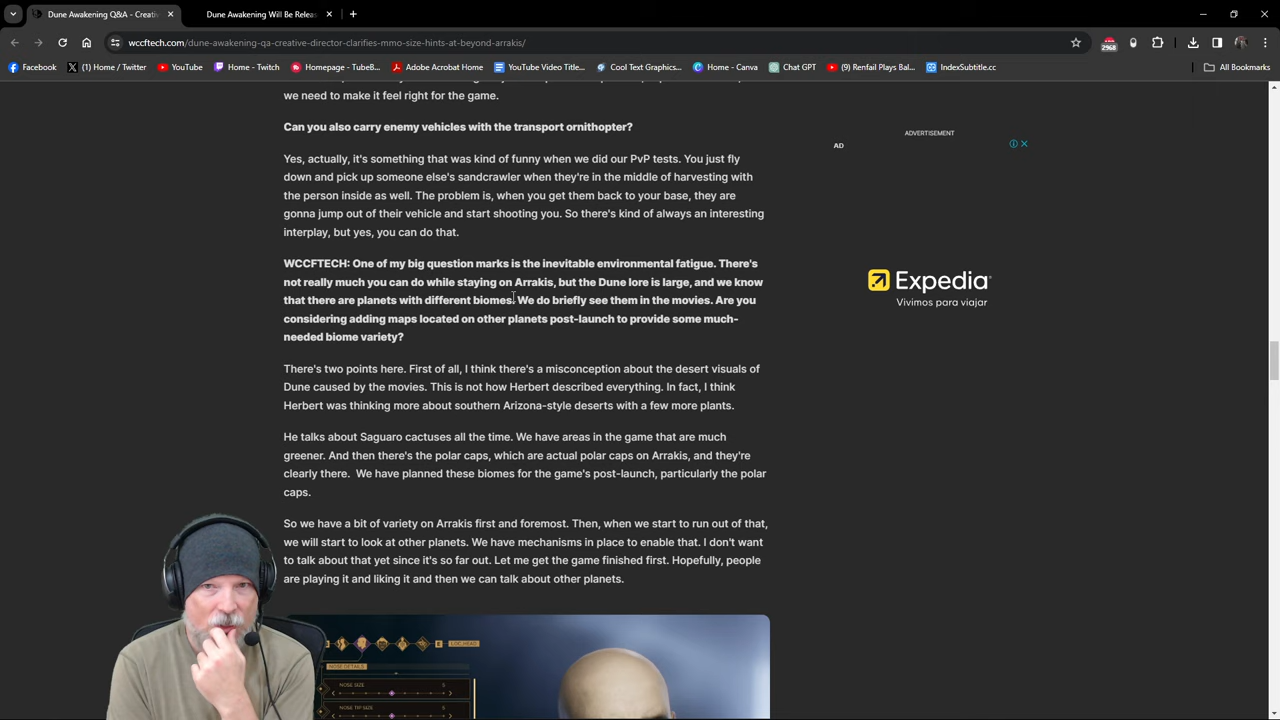 Dune Awakening Q&A - Creativ
Dune Awakening Will Be Relea
wccftech.com/dune-awakening-qa-creative-director-clarifies-mmo-size-hints-at-beyond-arrakis/
2968
Facebook
(1) Home / Twitter
YouTube
Home - Twitch
Homepage - TubeB...
Adobe Acrobat Home
YouTube Video Title...
Cool Text Graphics...
Home - Canva
Chat GPT
(9) Renfail Plays Bal...
IndexSubtitle.cc
All Bookmarks
we need to make it feel right for the game.
Can you also carry enemy vehicles with the transport ornithopter?
ADVERTISEMENT
AD
Yes, actually, it's something that was kind of funny when we did our PvP tests. You just fly
down and pick up someone else's sandcrawler when they're in the middle of harvesting with
the person inside as well. The problem is, when you get them back to your base, they are
gonna jump out of their vehicle and start shooting you. So there's kind of always an interesting
interplay, but yes, you can do that.
WCCFTECH: One of my big question marks is the inevitable environmental fatigue. There's
not really much you can do while staying on Arrakis, but the Dune lore is large, and we know
that there are planets with different biomes. We do briefly see them in the movies. Are you
considering adding maps located on other planets post-launch to provide some much-
needed biome variety?
Expedia
Vivimos para viajar
There's two points here. First of all, I think there's a misconception about the desert visuals of
Dune caused by the movies. This is not how Herbert described everything. In fact, I think
Herbert was thinking more about southern Arizona-style deserts with a few more plants.
He talks about Saguaro cactuses all the time. We have areas in the game that are much
greener. And then there's the polar caps, which are actual polar caps on Arrakis, and they're
clearly there. We have planned these biomes for the game's post-launch, particularly the polar
caps.
So we have a bit of variety on Arrakis first and foremost. Then, when we start to run out of that,
we will start to look at other planets. We have mechanisms in place to enable that. I don't want
to talk about that yet since it's so far out. Let me get the game finished first. Hopefully, people
are playing it and liking it and then we can talk about other planets.
NOSE DETAILS
NOSE SIZE
NOSE TIP SIZE